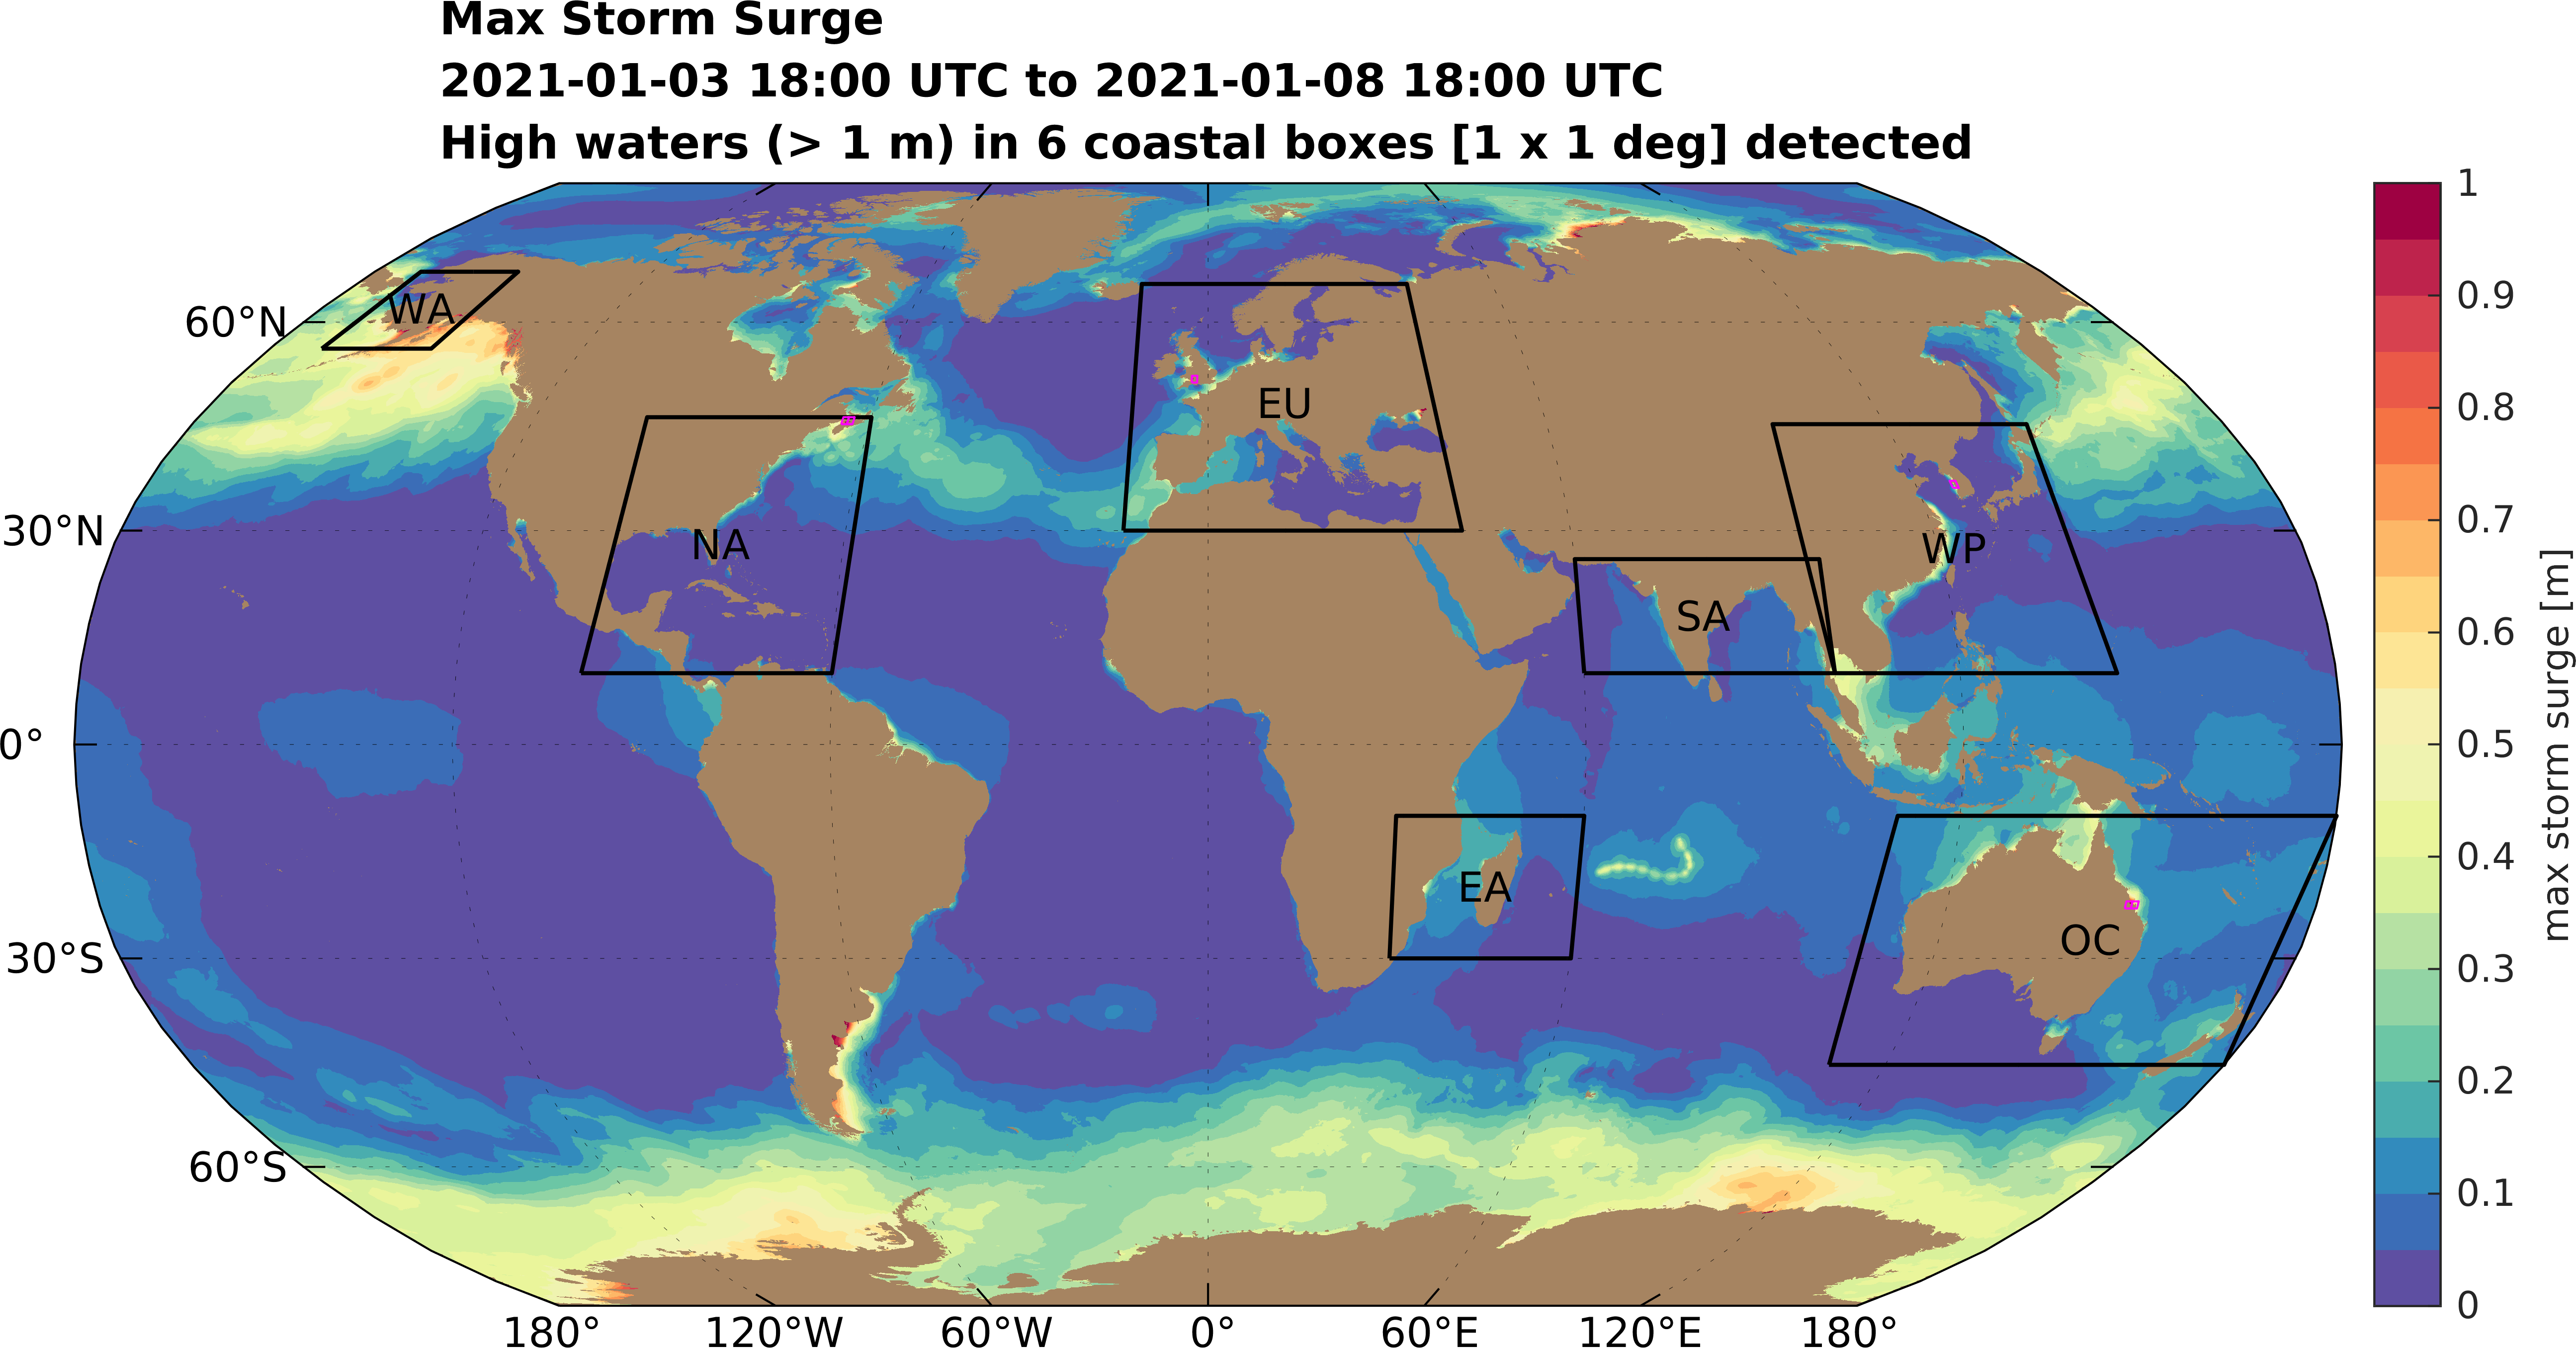 Max Storm Surge
2021-01-03 18:00 UTC to 2021-01-08 18:00 UTC
High waters (> 1 m) in 6 coastal boxes [1 x 1 deg] detected
60°N
30°N
0°
30°S
60°S
WA
NA
EU
SA
WP
EA
OC
180°
120°W
60°W
0°
60°E
120°E
180°
1
0.9
0.8
0.7
0.6
0.5
0.4
0.3
0.2
0.1
0
max storm surge [m]